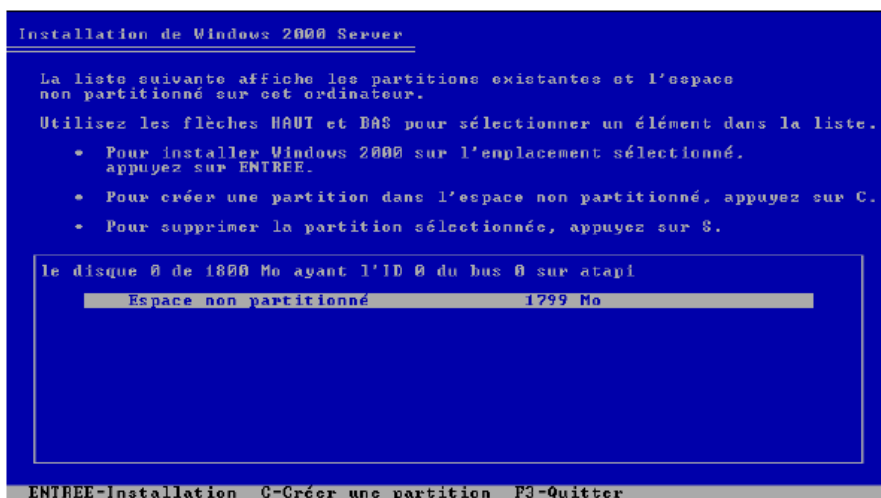 Installation de Windows 2000 Server
La liste suivante affiche les partitions existantes et l'espace
non partitionné sur cet ordinateur.
Utilisez les flèches HAUT et BAS pour sélectionner un élément dans la liste.
• Pour installer Windows 2000 sur l'emplacement sélectionné,
appuyez sur ENTREE.
• Pour créer une partition dans l'espace non partitionné, appuyez sur C.
• Pour supprimer la partition sélectionnée, appuyez sur S.
le disque 0 de 1800 Mo ayant l'ID 0 du bus 0 sur atapi
Espace non partitionné 1799 Mo
ENTREE-Installation C-Créer une partition F3-Quitter